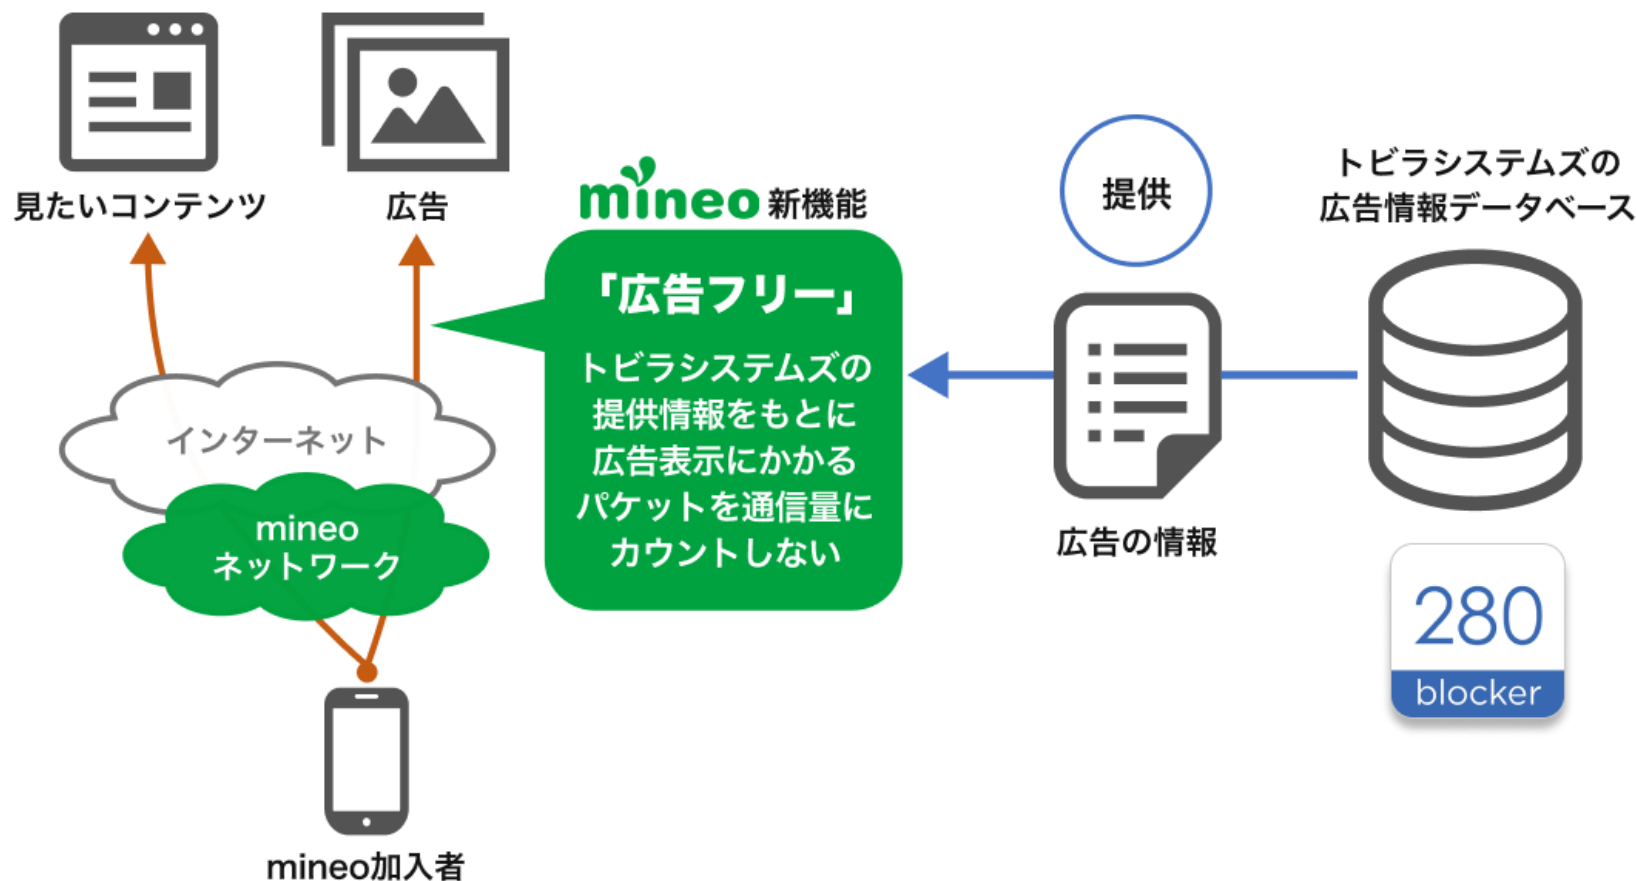 見たいコンテンツ
広告
mineo 新機能
「広告フリー」
トビラシステムズの
提供情報をもとに
広告表示にかかる
パケットを通信量に
カウントしない
インターネット
mineo
ネットワーク
mineo加入者
提供
広告の情報
トビラシステムズの
広告情報データベース
280
blocker